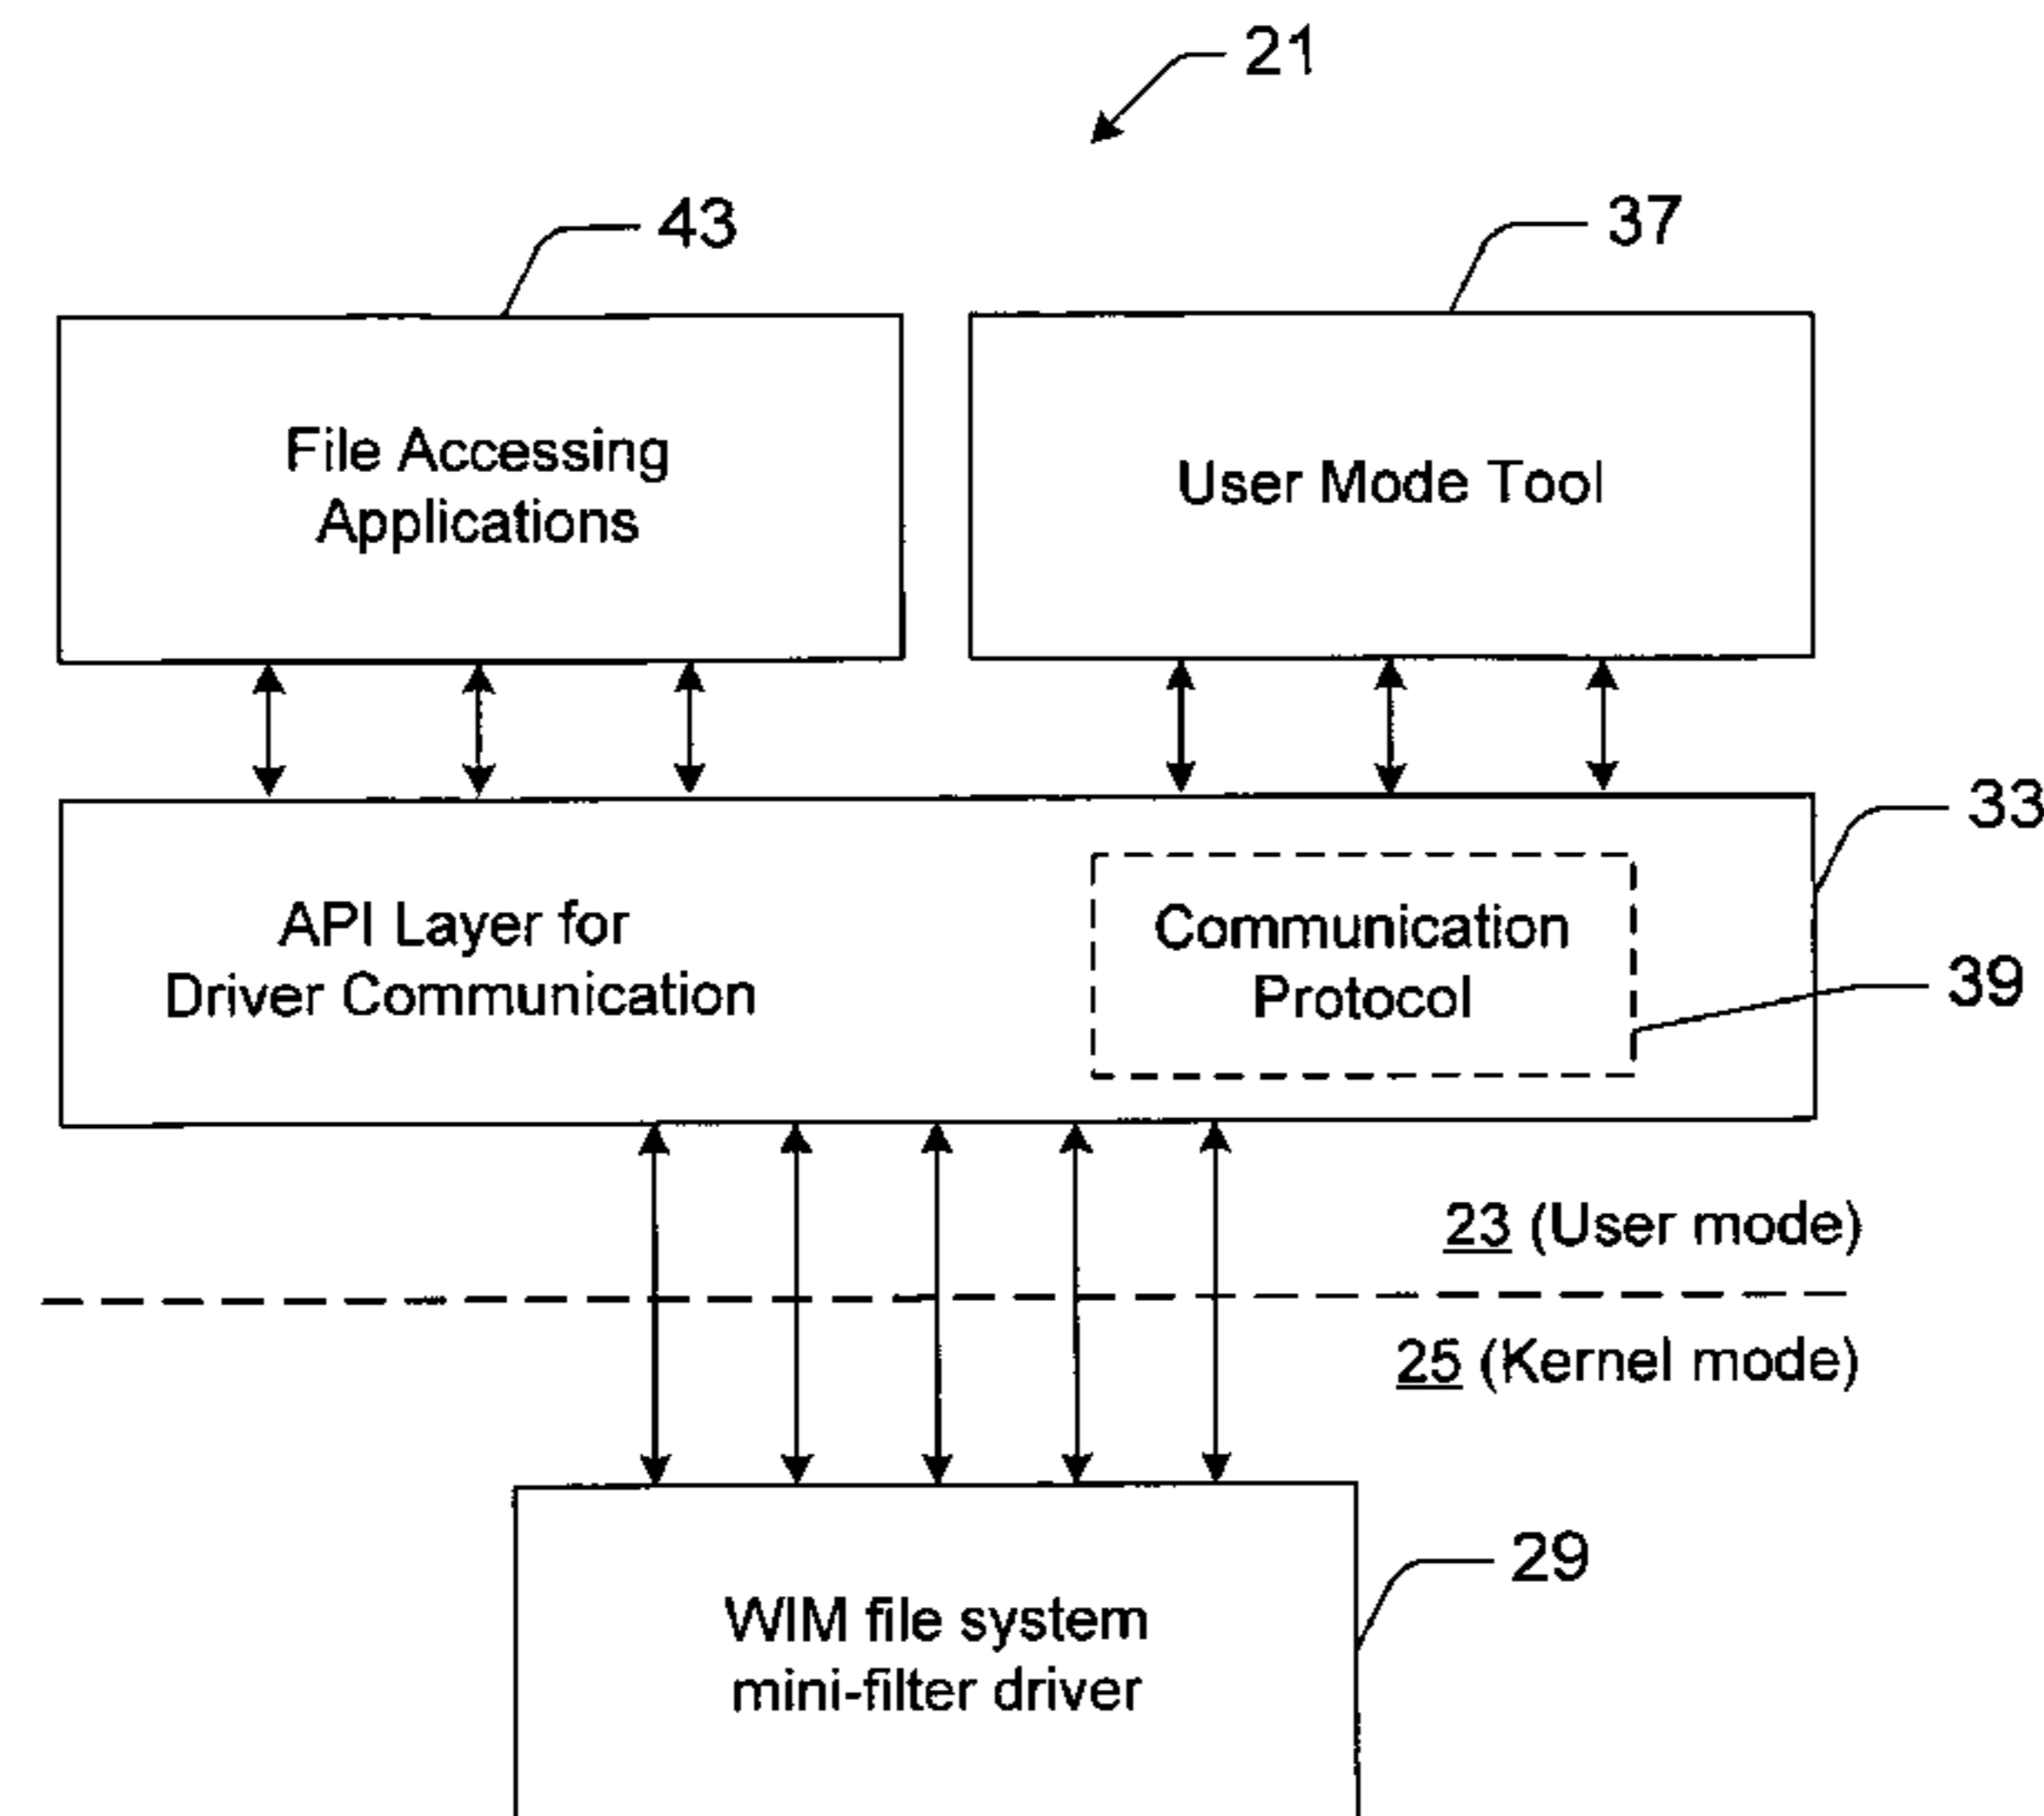 21
43
37
File Accessing
Applications
User Mode Tool
33
API Layer for
Driver Communication
Communication
Protocol
39
23 (User mode)
25 (Kernel mode)
29
WIM file system
mini-filter driver